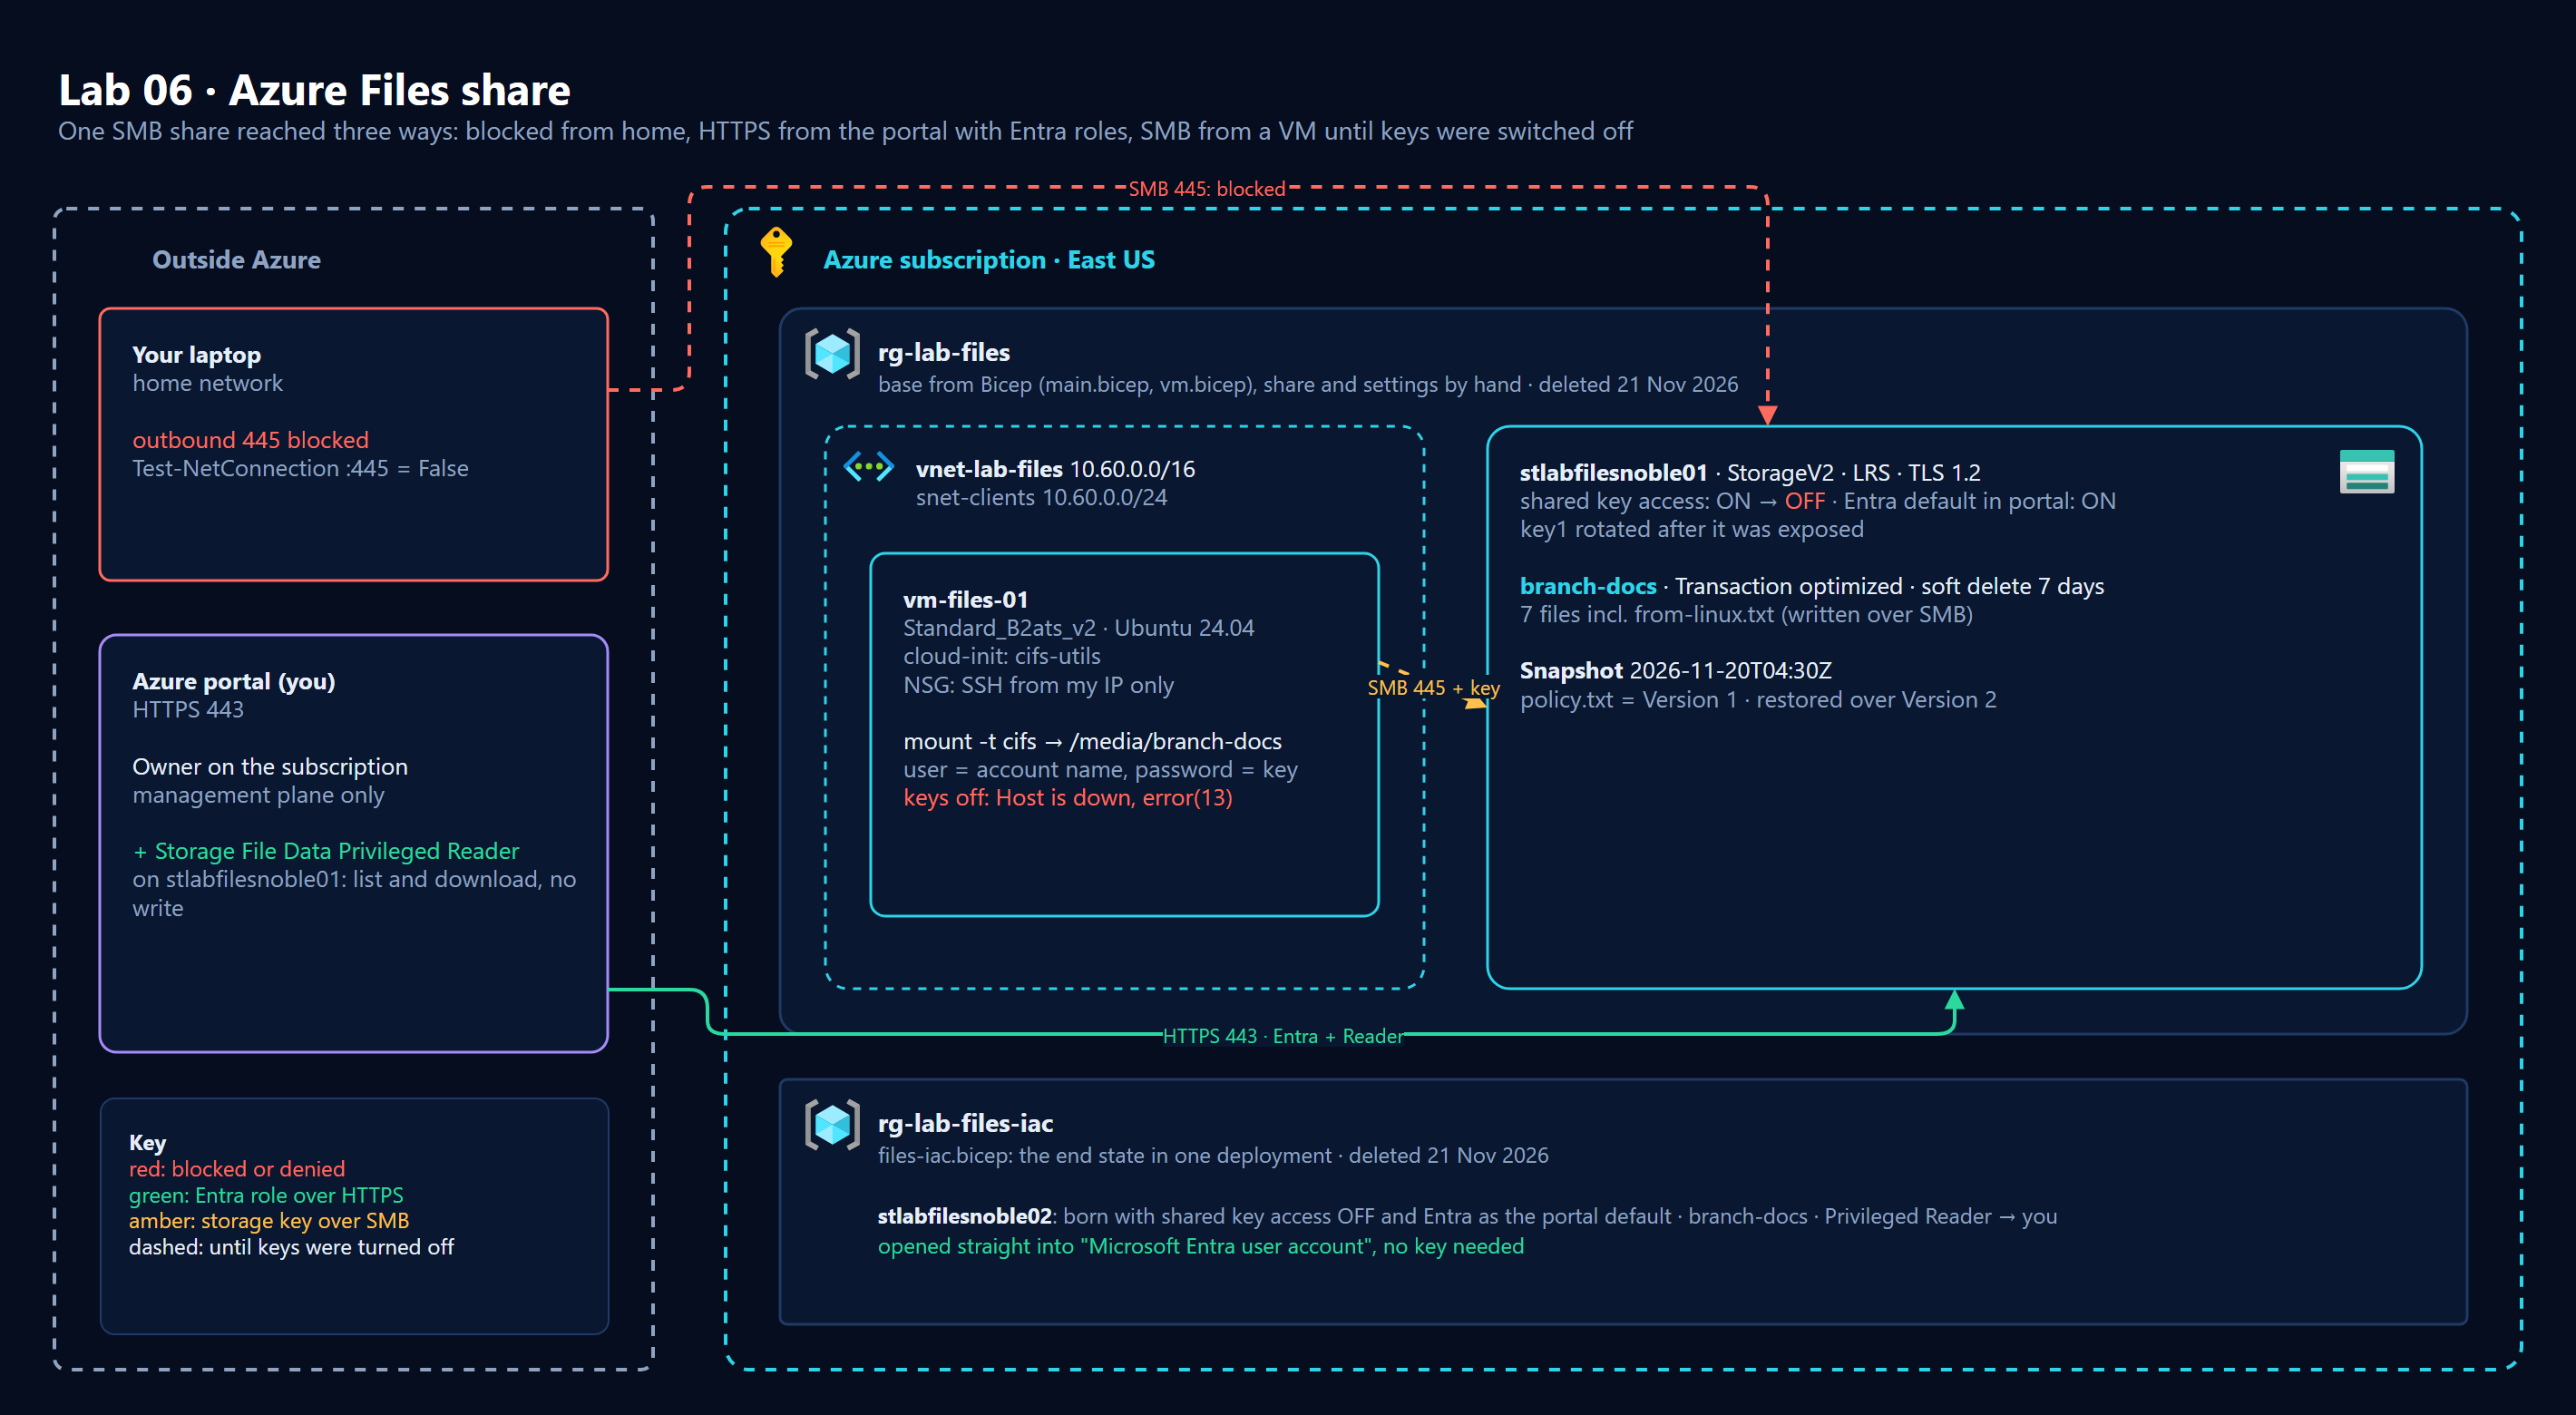 Lab 06 · Azure Files share
One SMB share reached three ways: blocked from home, HTTPS from the portal with Entra roles, SMB from a VM until keys were switched off
SMB 445: blocked
Outside Azure
Your laptop
home network
outbound 445 blocked
Test-NetConnection :445 = False
Azure portal (you)
HTTPS 443
Owner on the subscription
management plane only
+ Storage File Data Privileged Reader
on stlabfilesnoble01: list and download, no
write
Key
red: blocked or denied
green: Entra role over HTTPS
amber: storage key over SMB
dashed: until keys were turned off
Azure subscription · East US
rg-lab-files
base from Bicep (main.bicep, vm.bicep), share and settings by hand · deleted 21 Nov 2026
vnet-lab-files 10.60.0.0/16
snet-clients 10.60.0.0/24
vm-files-01
Standard_B2ats_v2 · Ubuntu 24.04
cloud-init: cifs-utils
NSG: SSH from my IP only
mount -t cifs → /media/branch-docs
user = account name, password = key
keys off: Host is down, error(13)
SMB 445 + key
stlabfilesnoble01 · StorageV2 · LRS · TLS 1.2
shared key access: ON → OFF · Entra default in portal: ON
key1 rotated after it was exposed
branch-docs · Transaction optimized · soft delete 7 days
7 files incl. from-linux.txt (written over SMB)
Snapshot 2026-11-20T04:30Z
policy.txt = Version 1 · restored over Version 2
HTTPS 443 · Entra + Reader
rg-lab-files-iac
files-iac.bicep: the end state in one deployment · deleted 21 Nov 2026
stlabfilesnoble02: born with shared key access OFF and Entra as the portal default · branch-docs · Privileged Reader → you
opened straight into "Microsoft Entra user account", no key needed